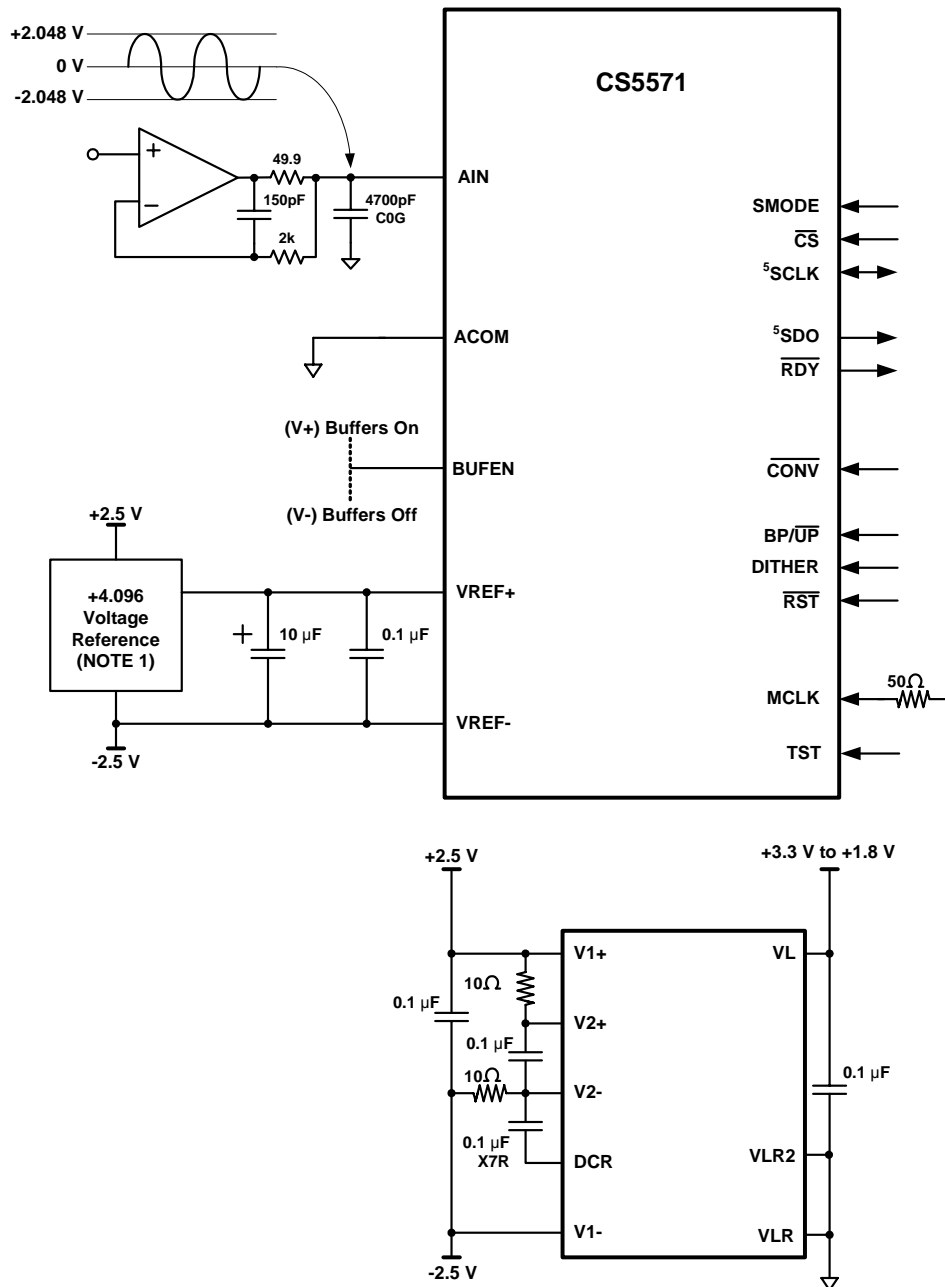 +2.048 V
0 V
-2.048 V
CS5571
+
−
49.9
150pF
2k
4700pF
C0G
AIN
SMODE
CS
5SCLK
ACOM
5SDO
RDY
(V+) Buffers On
BUFEN
(V-) Buffers Off
CONV
BP/UP
DITHER
RST
+2.5 V
+4.096
Voltage
Reference
(NOTE 1)
+
10 µF
0.1 µF
VREF+
VREF-
-2.5 V
50Ω
MCLK
TST
+2.5 V
+3.3 V to +1.8 V
V1+
VL
10Ω
0.1 µF
V2+
0.1 µF
10Ω
V2-
0.1 µF
0.1 µF
X7R
DCR
VLR2
V1-
VLR
-2.5 V